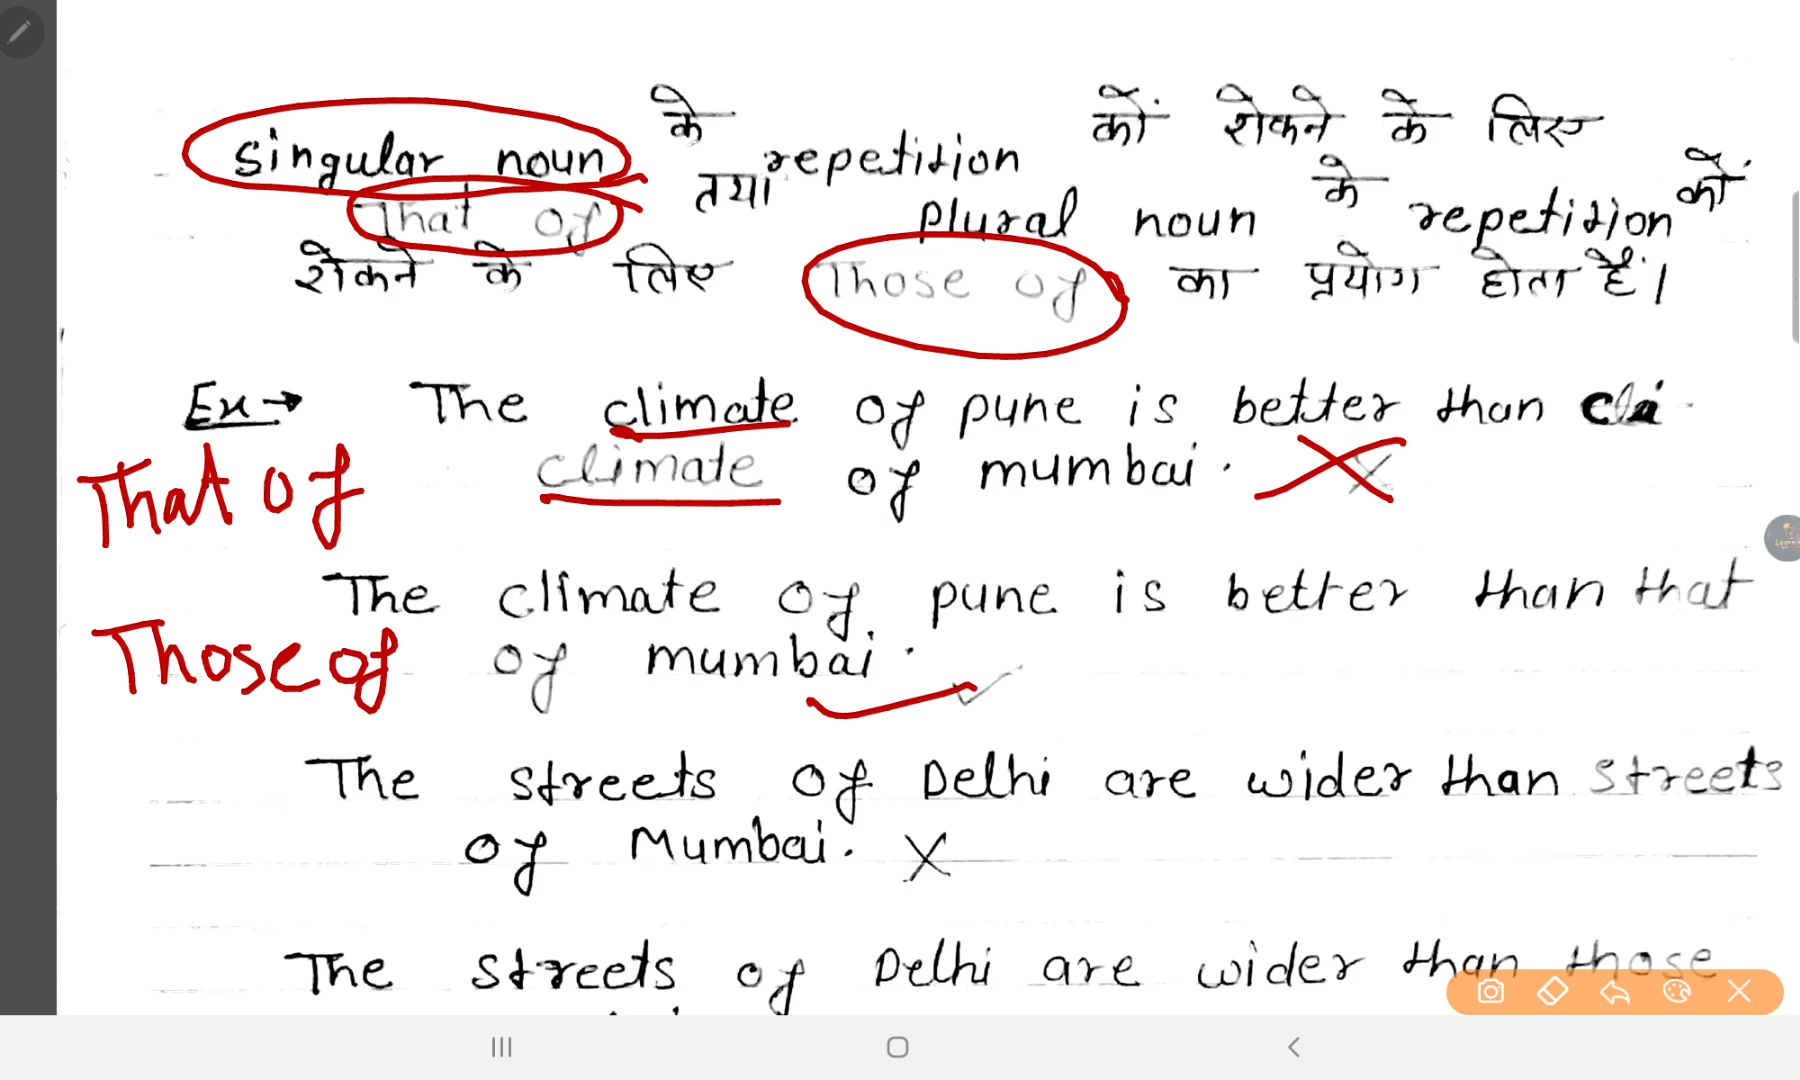 singular noun के repetition को रोकने के लिए
That of तथा plural noun के repetition को
रोकने के लिए Those of का प्रयोग होता है।
Ex → The climate of pune is better than cli-
climate of mumbai. X
That of
The climate of pune is better than that
of mumbai. ✓
Those of
The streets of Delhi are wider than streets
of Mumbai. X
The streets of Delhi are wider than those